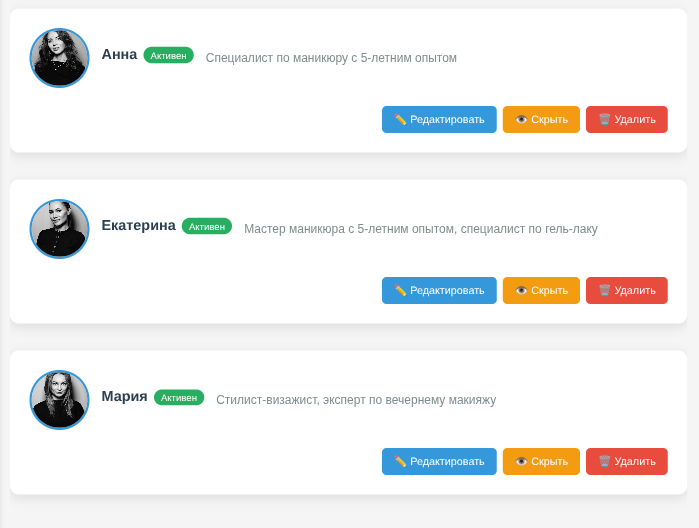 Анна Активен Специалист по маникюру с 5-летним опытом
Редактировать Скрыть Удалить
Екатерина Активен Мастер маникюра с 5-летним опытом, специалист по гель-лаку
Редактировать Скрыть Удалить
Мария Активен Стилист-визажист, эксперт по вечернему макияжу
Редактировать Скрыть Удалить